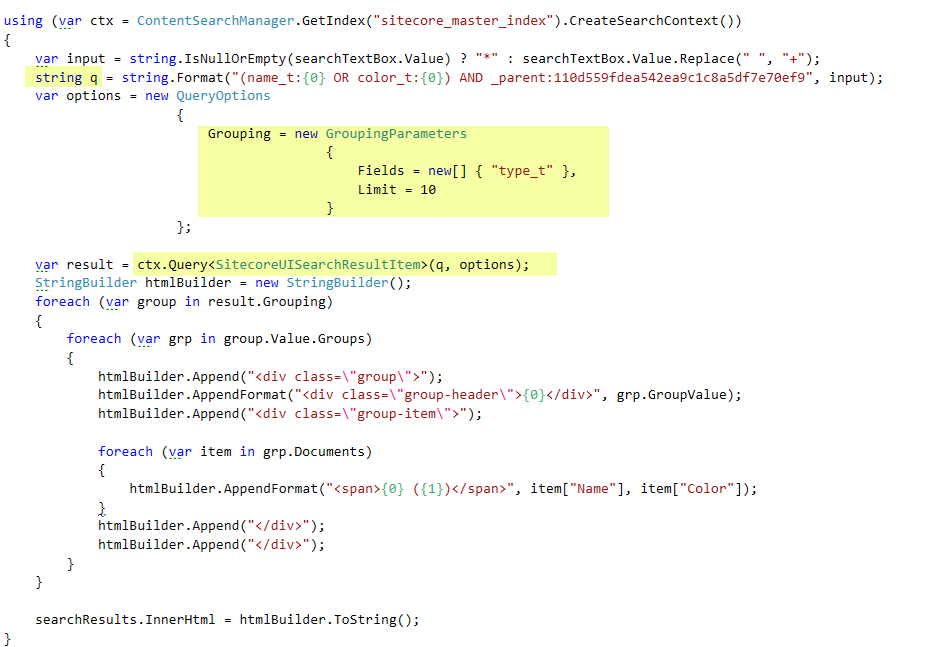 using (var ctx = ContentSearchManager.GetIndex("sitecore_master_index").CreateSearchContext())
{
    var input = string.IsNullOrEmpty(searchTextBox.Value) ? "*" : searchTextBox.Value.Replace(" ", "+");
    string q = string.Format("(name_t:{0} OR color_t:{0}) AND _parent:110d559fdea542ea9c1c8a5df7e70ef9", input);
    var options = new QueryOptions
                      {
                          Grouping = new GroupingParameters
                                         {
                                             Fields = new[] { "type_t" },
                                             Limit = 10
                                         }
                      };

    var result = ctx.Query<SitecoreUISearchResultItem>(q, options);
    StringBuilder htmlBuilder = new StringBuilder();
    foreach (var group in result.Grouping)
    {
        foreach (var grp in group.Value.Groups)
        {
            htmlBuilder.Append("<div class=\"group\">");
            htmlBuilder.AppendFormat("<div class=\"group-header\">{0}</div>", grp.GroupValue);
            htmlBuilder.Append("<div class=\"group-item\">");

            foreach (var item in grp.Documents)
            {
                htmlBuilder.AppendFormat("<span>{0} ({1})</span>", item["Name"], item["Color"]);
            }
            htmlBuilder.Append("</div>");
            htmlBuilder.Append("</div>");
        }
    }

    searchResults.InnerHtml = htmlBuilder.ToString();
}